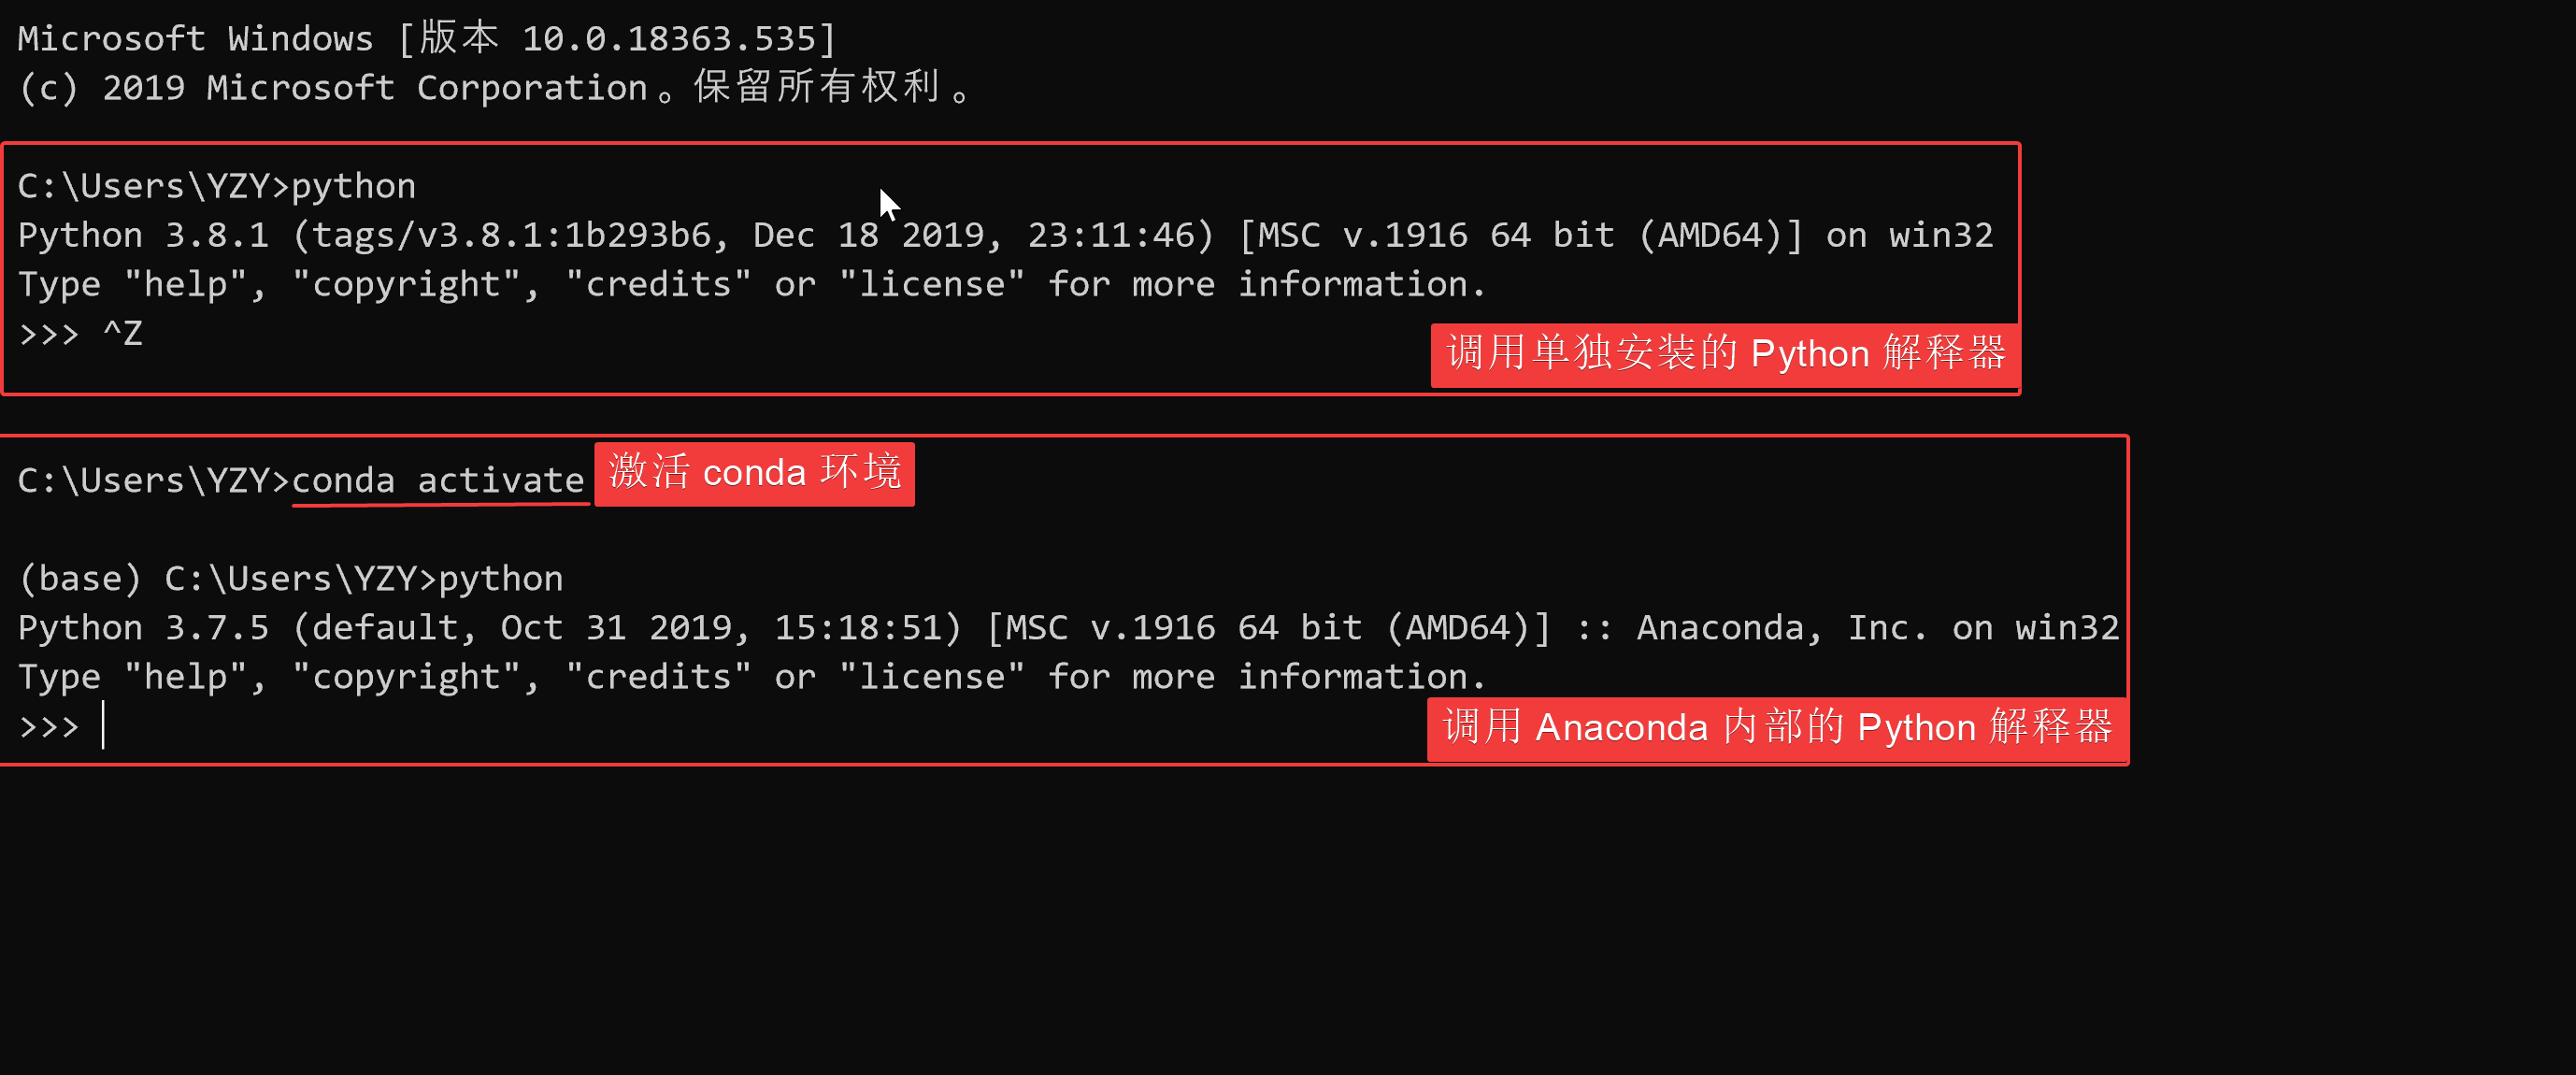 Microsoft Windows [版本 10.0.18363.535]
(c) 2019 Microsoft Corporation。保留所有权利。
C:\Users\YZY>python
Python 3.8.1 (tags/v3.8.1:1b293b6, Dec 18 2019, 23:11:46) [MSC v.1916 64 bit (AMD64)] on win32
Type "help", "copyright", "credits" or "license" for more information.
>>> ^Z
调用单独安装的 Python 解释器
C:\Users\YZY>conda activate
激活 conda 环境
(base) C:\Users\YZY>python
Python 3.7.5 (default, Oct 31 2019, 15:18:51) [MSC v.1916 64 bit (AMD64)] :: Anaconda, Inc. on win32
Type "help", "copyright", "credits" or "license" for more information.
>>>
调用 Anaconda 内部的 Python 解释器